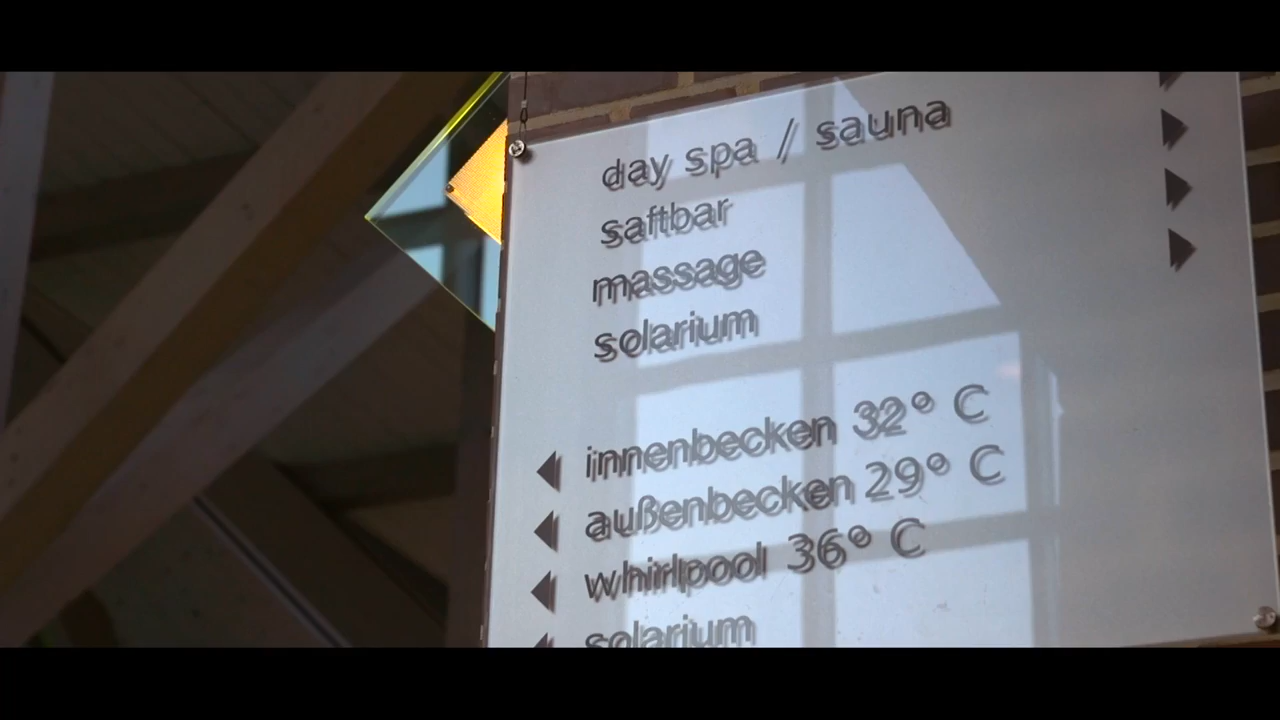 day spa / sauna
saftbar
massage
solarium
innenbecken 32° C
außenbecken 29° C
whirlpool 36° C
solarium